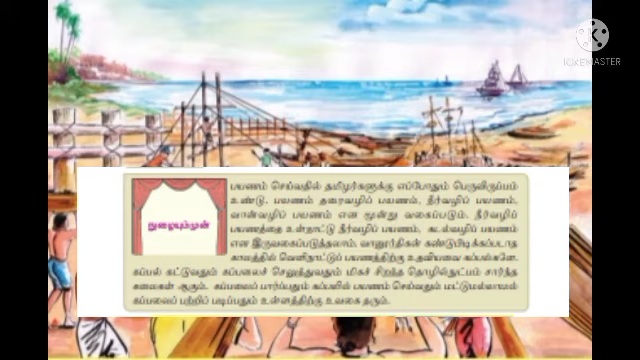 KINEMASTER
நுழையுமுன்
பயணம் செய்வதில் தமிழர்களுக்கு எப்போதும் பெருவிருப்பம்
உண்டு. பயணம் தரைவழிப் பயணம், நீர்வழிப் பயணம்,
வான்வழிப் பயணம் என மூன்று வகைப்படும். நீர்வழிப்
பயணத்தை உள்நாட்டு நீர்வழிப் பயணம், கடல்வழிப் பயணம்
என இருவகைப்படுத்தலாம். வானூர்திகள் கண்டுபிடிக்கப்படாத
காலத்தில் வெளிநாட்டுப் பயணத்திற்கு உதவியவை கப்பல்களே.
கப்பல் கட்டுவதும் கப்பலைச் செலுத்துவதும் மிகச் சிறந்த தொழில்நுட்பம் சார்ந்த
கலைகள் ஆகும். கப்பலைப் பார்ப்பதும் கப்பலில் பயணம் செய்வதும் மட்டுமல்லாமல்
கப்பலைப் பற்றிப் படிப்பதும் உள்ளத்திற்கு உவகை தரும்.